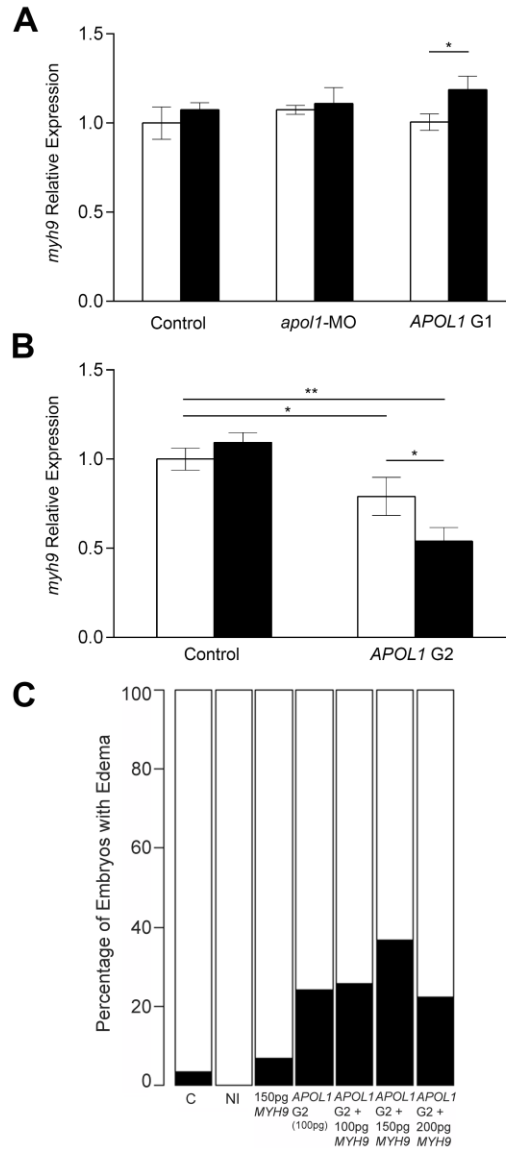 A
myh9 Relative Expression
1.5
1.0
0.5
0.0
*
Control apol1-MO APOL1 G1
B
myh9 Relative Expression
1.5
1.0
0.5
0.0
**
*
*
Control APOL1 G2
C
Percentage of Embryos with Edema
100
80
60
40
20
0
C
NI
150pg
MYH9
APOL1
G2
(100pg)
APOL1
G2 +
100pg
MYH9
APOL1
G2 +
150pg
MYH9
APOL1
G2 +
200pg
MYH9